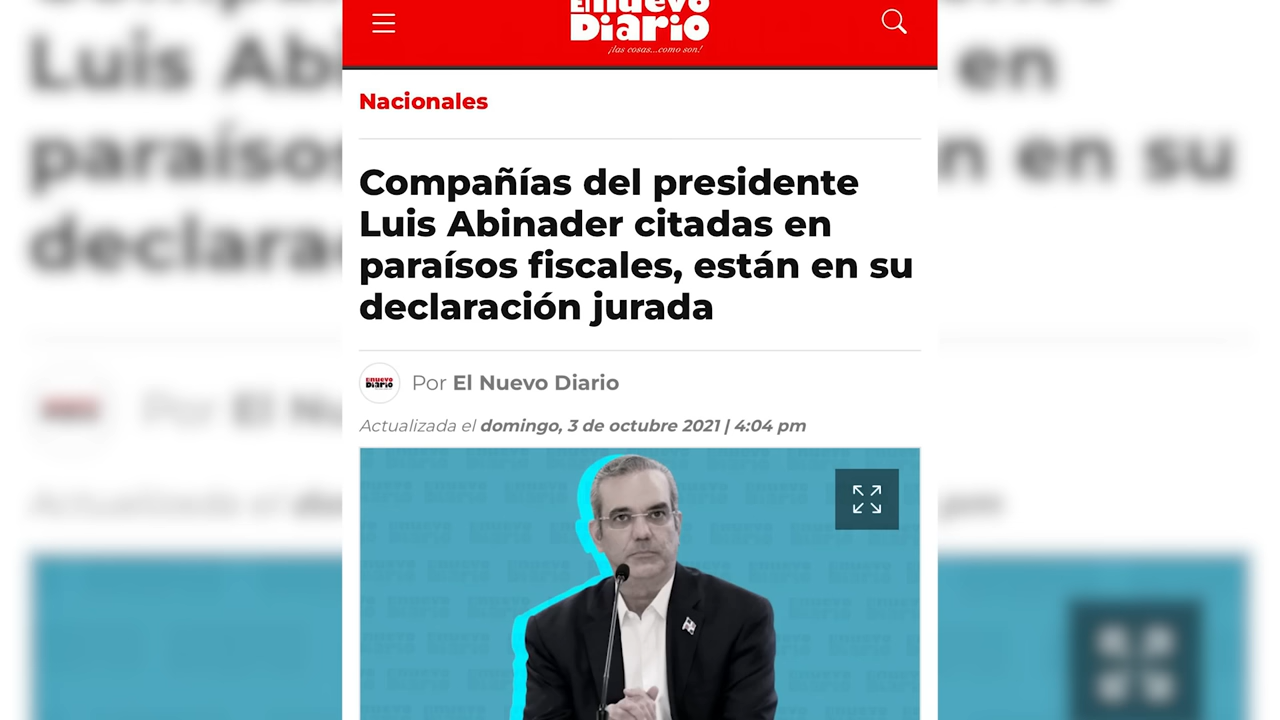 El nuevo
Diario
¡las cosas...como son!
Nacionales
Compañías del presidente
Luis Abinader citadas en
paraísos fiscales, están en su
declaración jurada
Por El Nuevo Diario
Actualizada el domingo, 3 de octubre 2021 | 4:04 pm